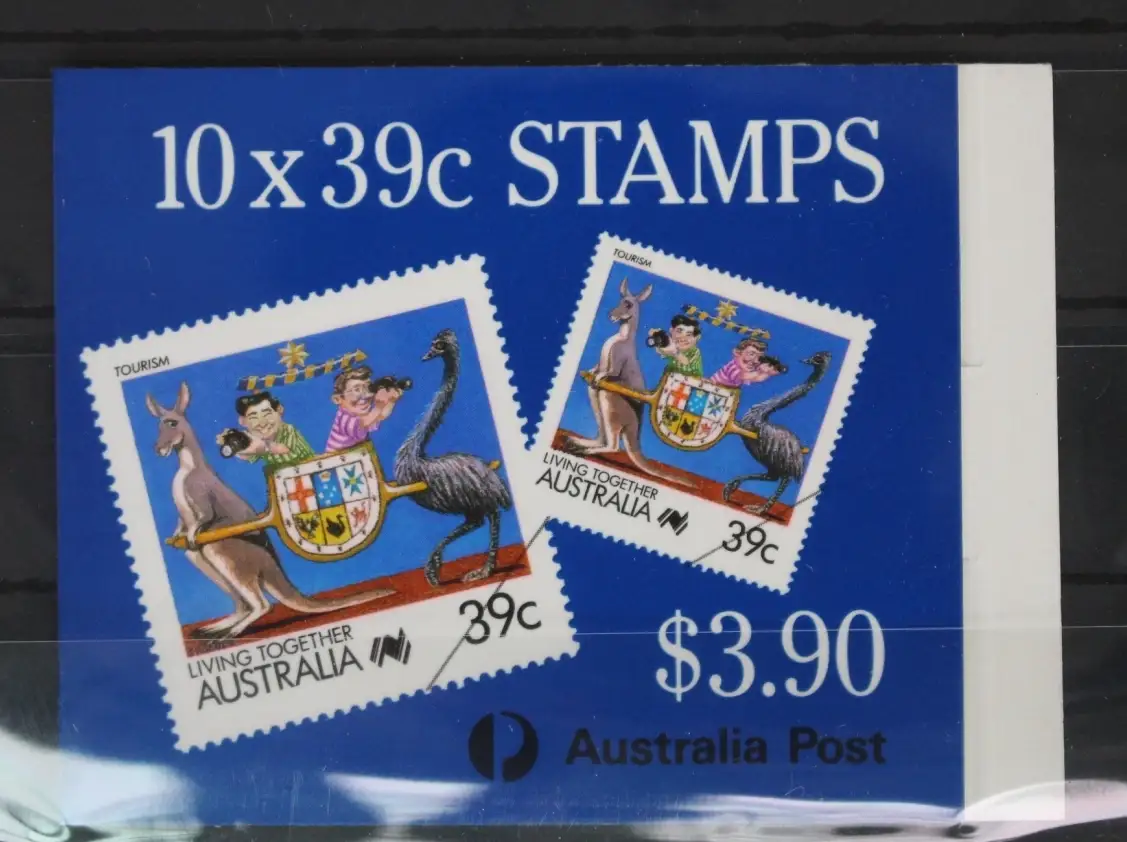 10 x 39c STAMPS
TOURISM
LIVING TOGETHER
AUSTRALIA
39c
TOURISM
LIVING TOGETHER
AUSTRALIA
39c
$3.90
Australia Post